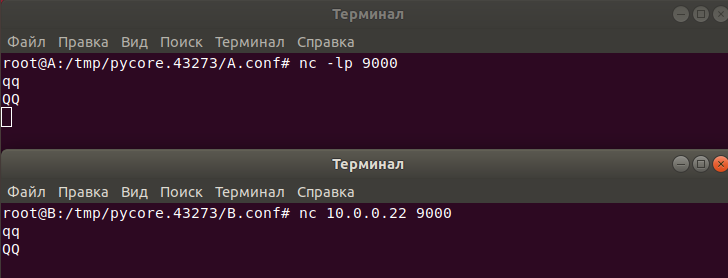 Терминал
Файл Правка Вид Поиск Терминал Справка
root@A:/tmp/pycore.43273/A.conf# nc -lp 9000
qq
QQ
Терминал
Файл Правка Вид Поиск Терминал Справка
root@B:/tmp/pycore.43273/B.conf# nc 10.0.0.22 9000
qq
QQ